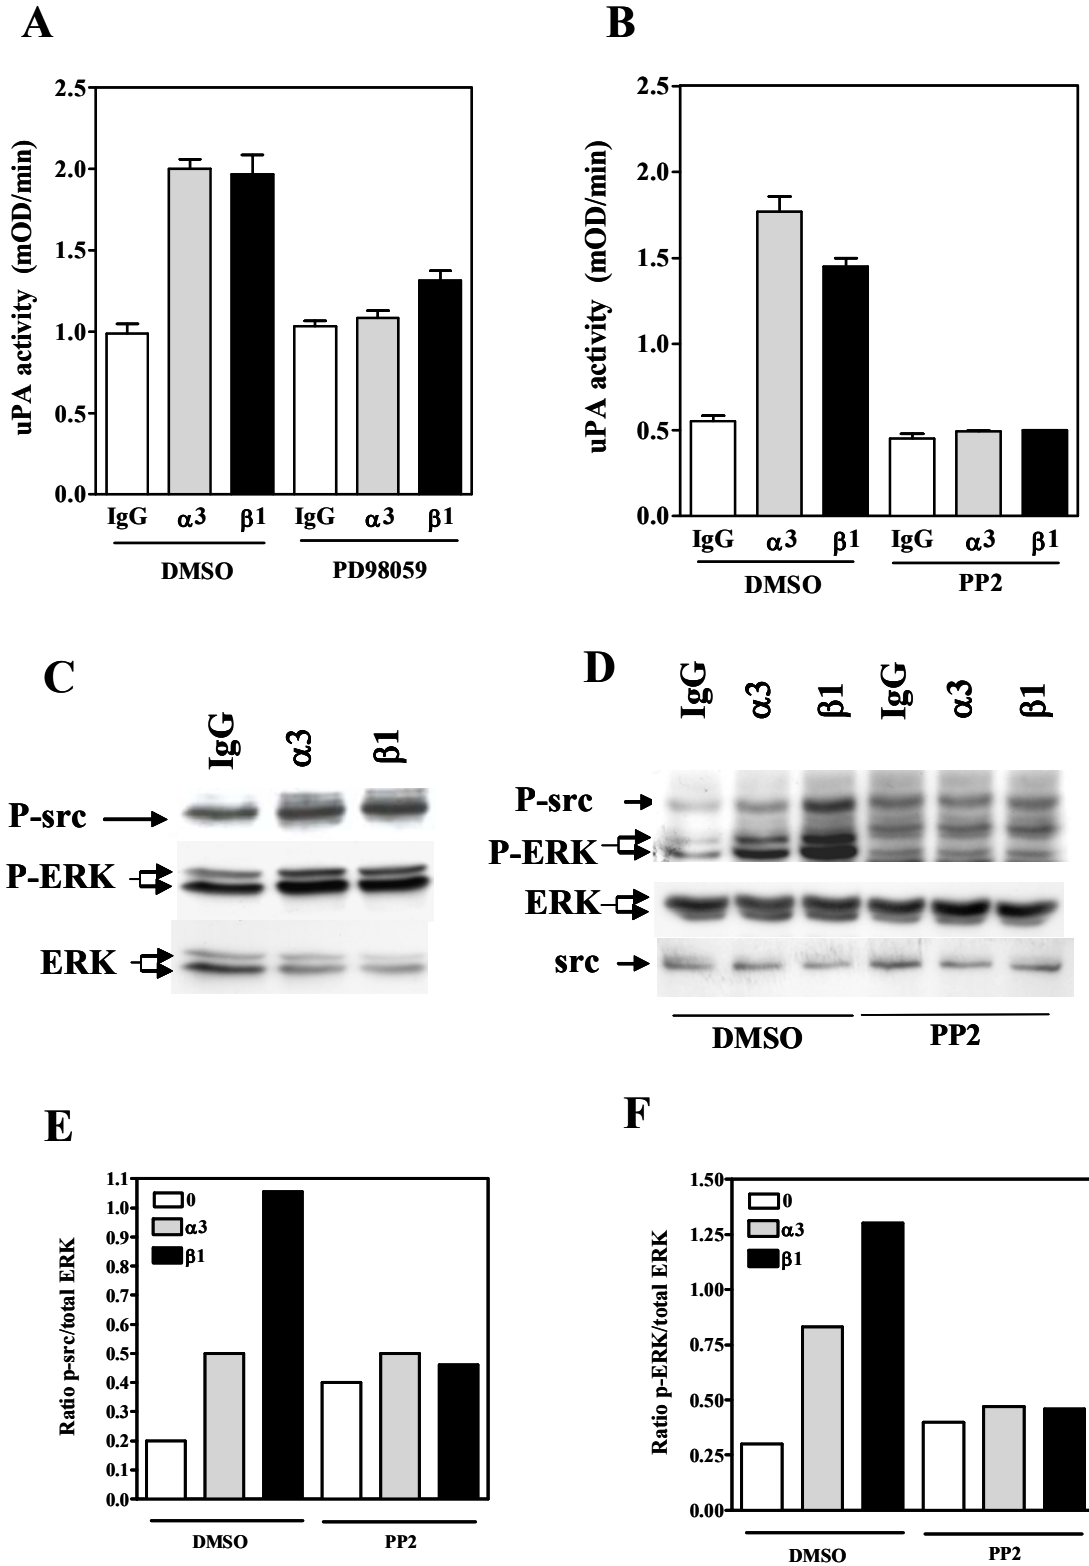 A
B
uPA activity (mOD/min)
2.5
2.0
1.5
1.0
0.5
0.0
IgG α3 β1 IgG α3 β1
DMSO PD98059
uPA activity (mOD/min)
2.5
2.0
1.5
1.0
0.5
0.0
IgG α3 β1 IgG α3 β1
DMSO PP2
C
IgG α3 β1
P-src
P-ERK
ERK
D
IgG α3 β1 IgG α3 β1
P-src
P-ERK
ERK
src
DMSO PP2
E
Ratio p-src/total ERK
1.1
1.0
0.9
0.8
0.7
0.6
0.5
0.4
0.3
0.2
0.1
0.0
0
α3
β1
DMSO PP2
F
Ratio p-ERK/total ERK
1.50
1.25
1.00
0.75
0.50
0.25
0.00
0
α3
β1
DMSO PP2